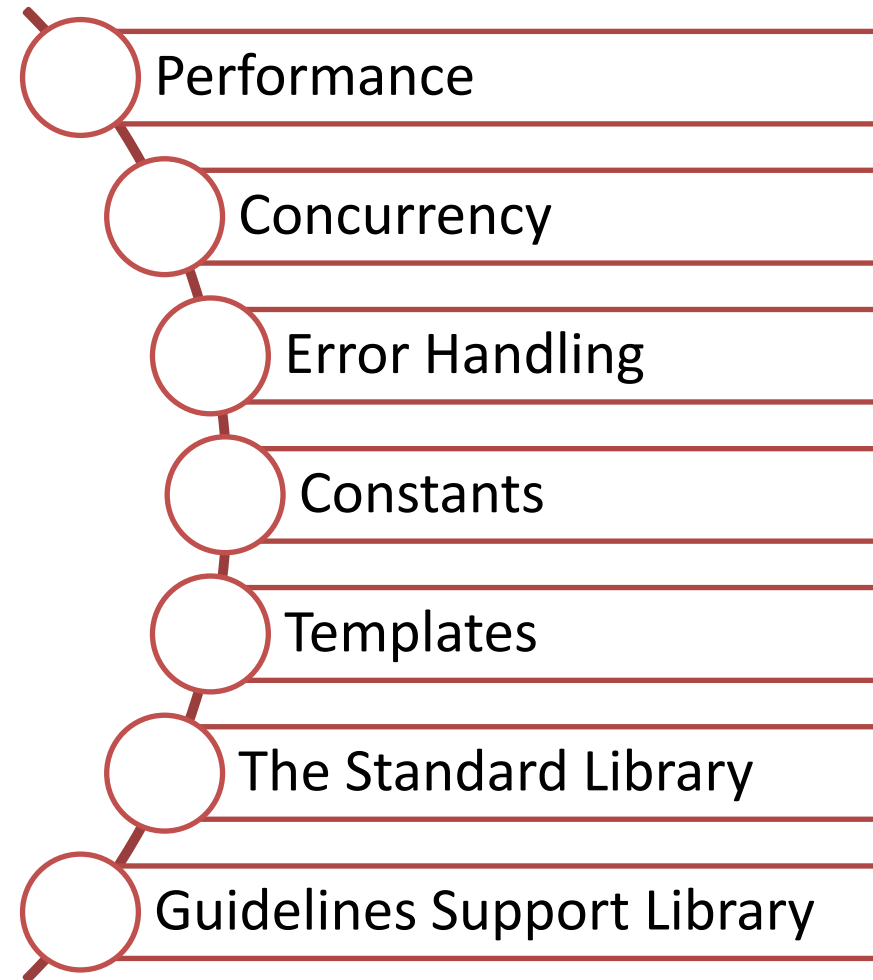 Performance
Concurrency
Error Handling
Constants
Templates
The Standard Library
Guidelines Support Library